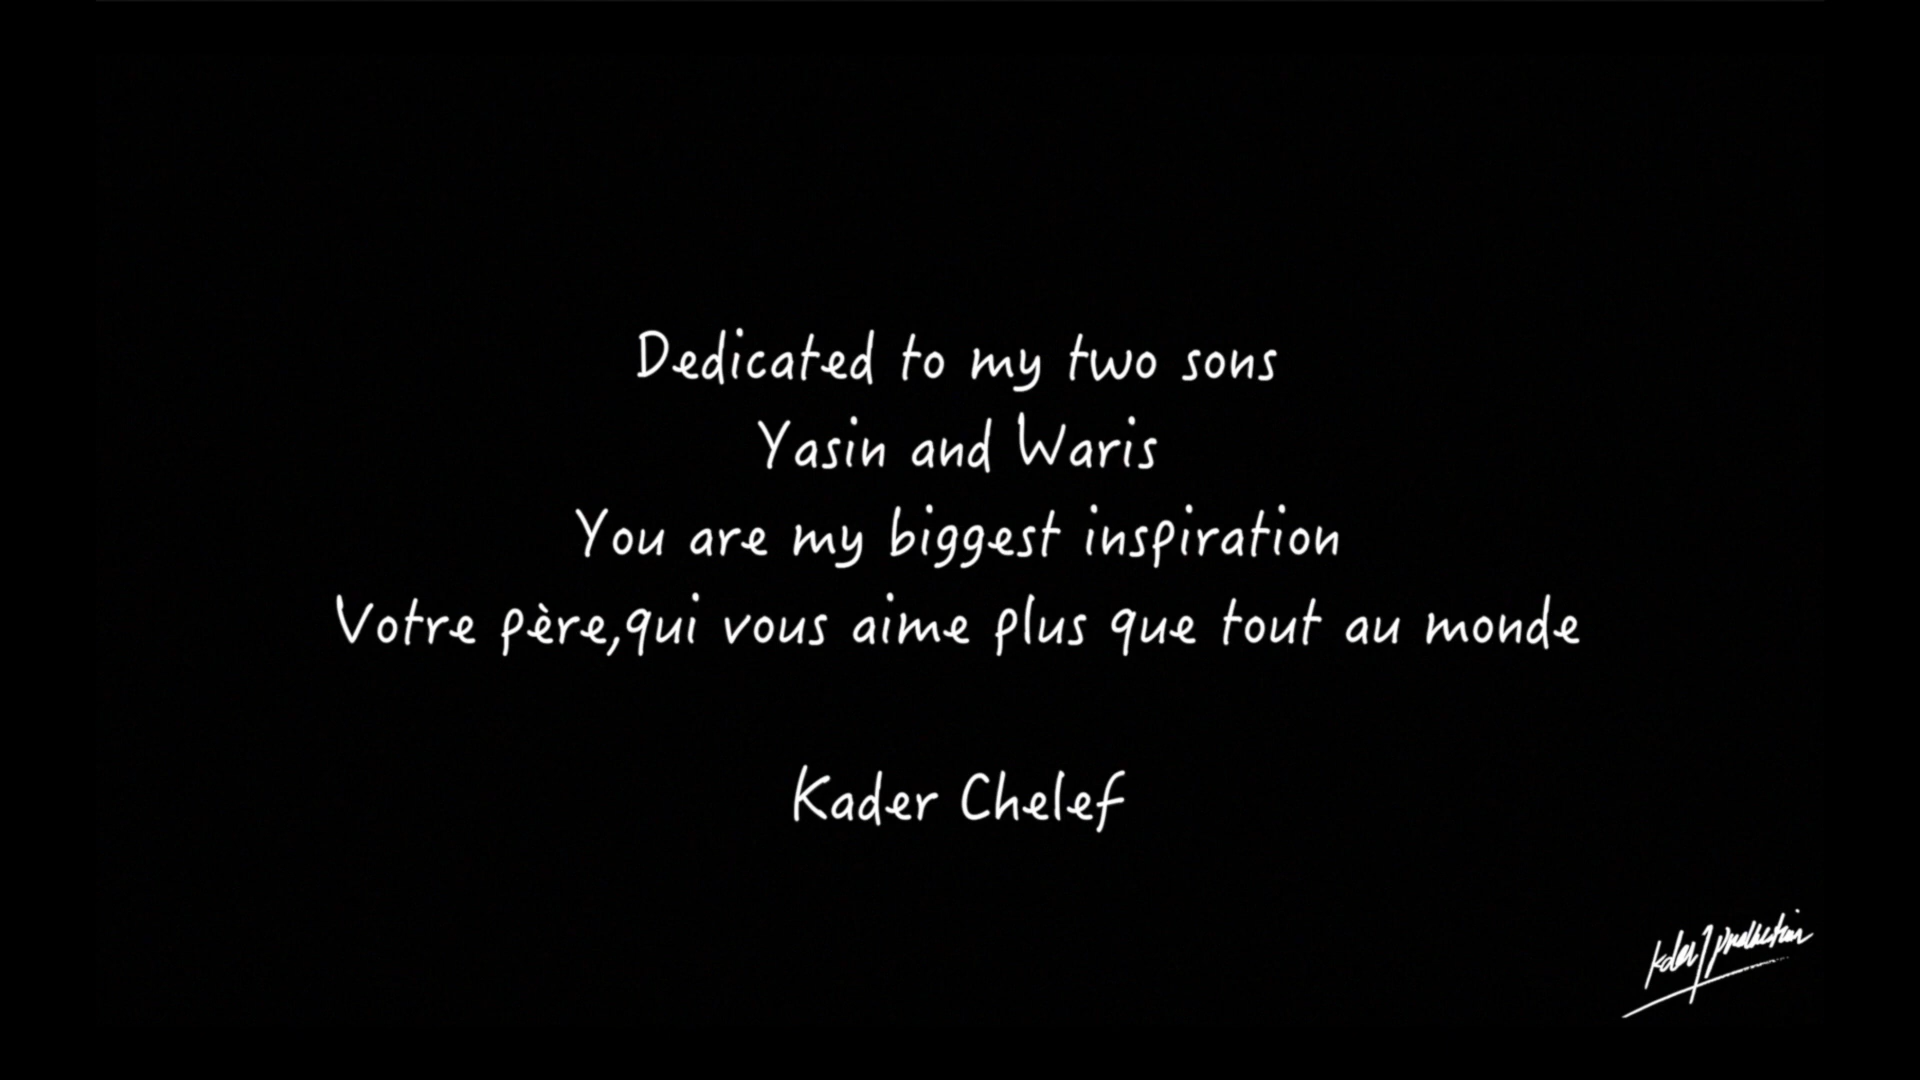 Dedicated to my two sons
Yasin and Waris
You are my biggest inspiration
Votre père,qui vous aime plus que tout au monde
Kader Chelef